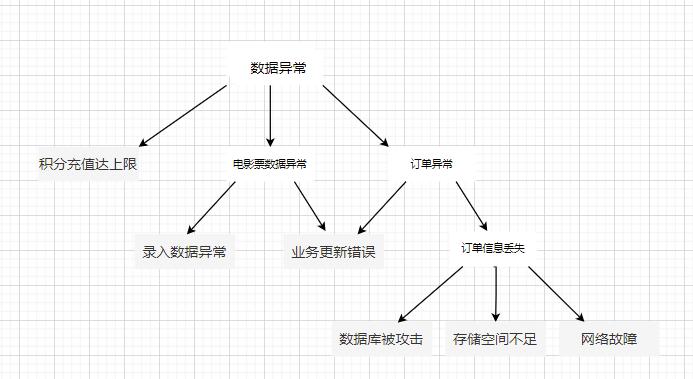 数据异常
积分充值达上限
电影票数据异常
订单异常
录入数据异常
业务更新错误
订单信息丢失
数据库被攻击
存储空间不足
网络故障